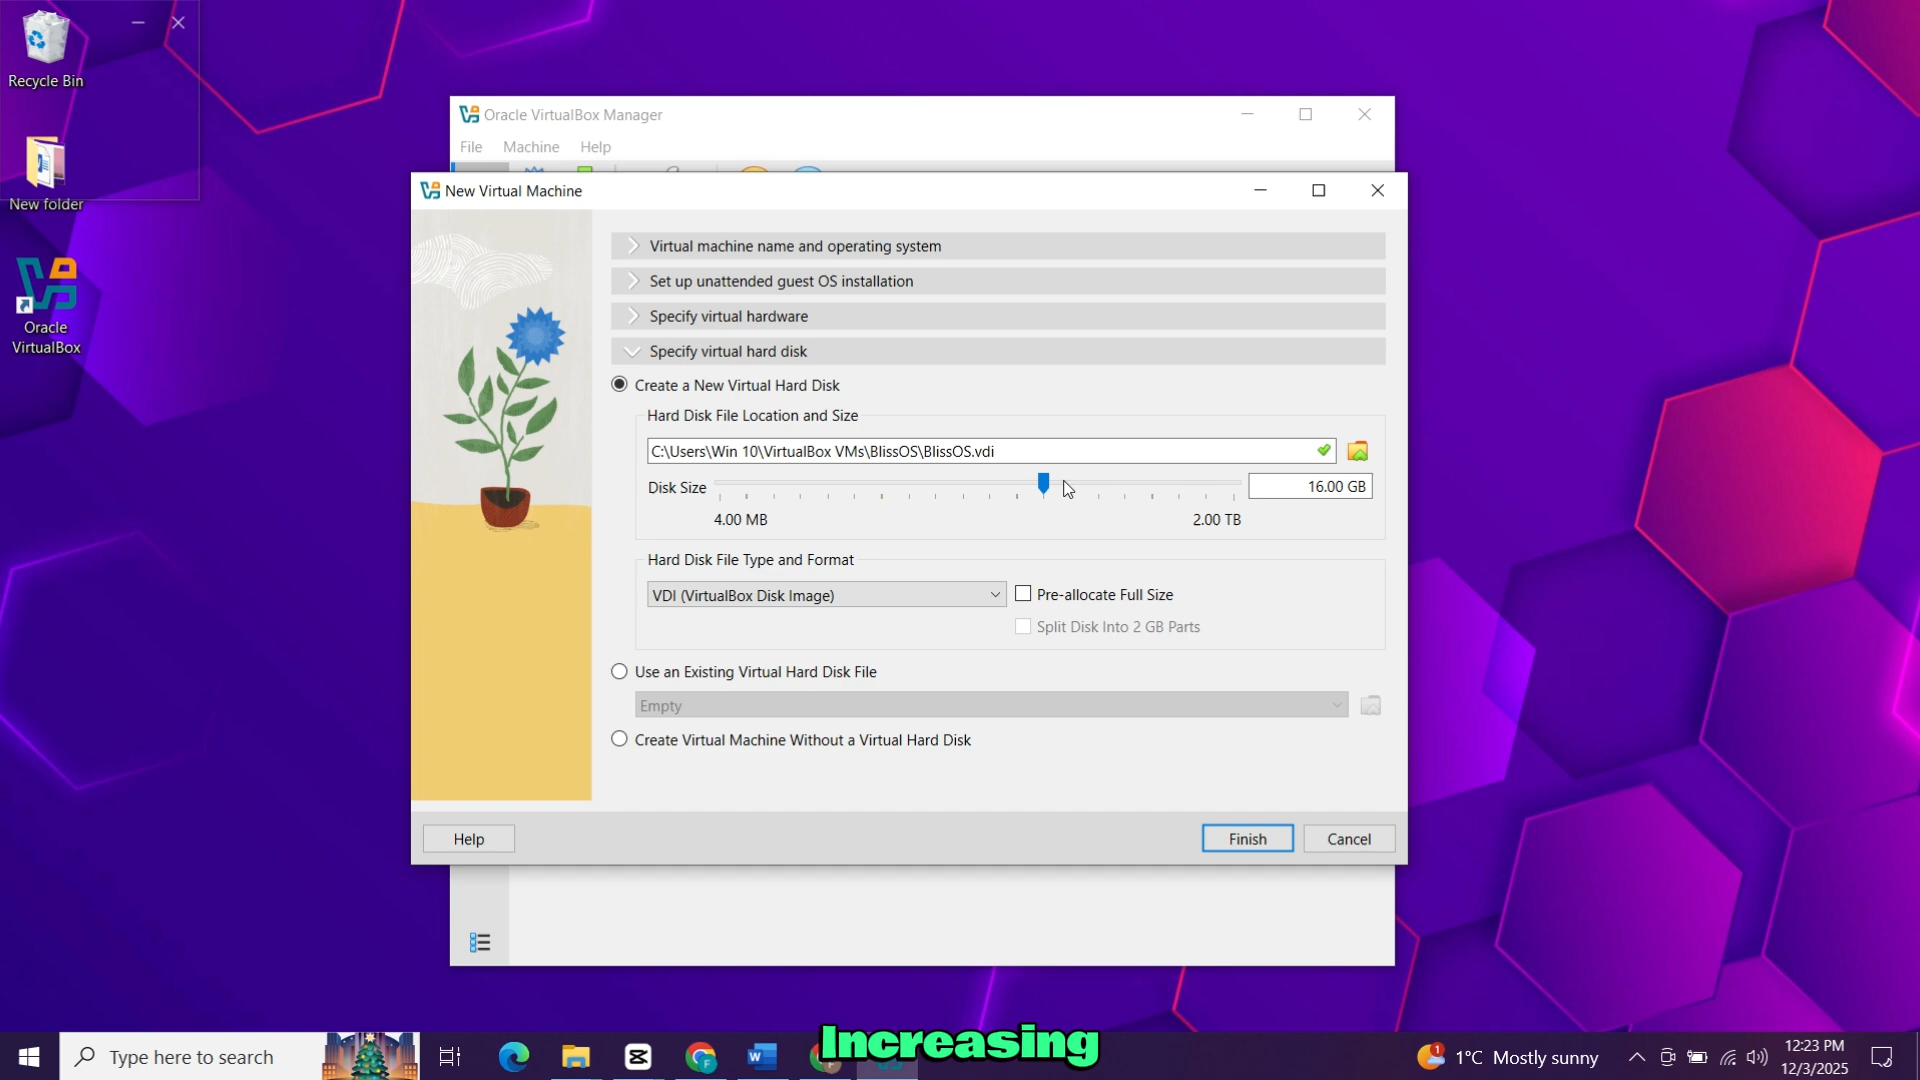 Recycle Bin
New folder
Oracle
VirtualBox
Oracle VirtualBox Manager
File Machine Help
New Virtual Machine
Virtual machine name and operating system
Set up unattended guest OS installation
Specify virtual hardware
Specify virtual hard disk
Create a New Virtual Hard Disk
Hard Disk File Location and Size
C:\Users\Win 10\VirtualBox VMs\BlissOS\BlissOS.vdi
Disk Size
16.00 GB
4.00 MB
2.00 TB
Hard Disk File Type and Format
VDI (VirtualBox Disk Image)
Pre-allocate Full Size
Split Disk Into 2 GB Parts
Use an Existing Virtual Hard Disk File
Empty
Create Virtual Machine Without a Virtual Hard Disk
Help
Finish
Cancel
Increasing
Type here to search
1
1°C Mostly sunny
12:23 PM
12/3/2025